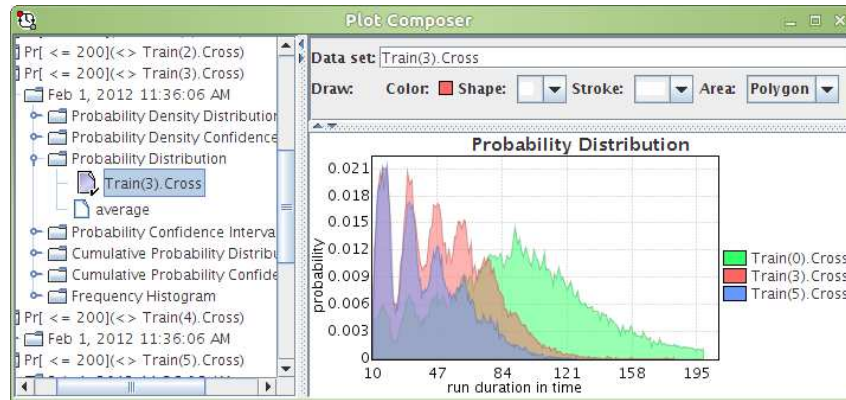 Plot Composer
Pr[ <= 200](<> Train(2).Cross)
Pr[ <= 200](<> Train(3).Cross)
Feb 1, 2012 11:36:06 AM
Probability Density Distribution
Probability Density Confidence
Probability Distribution
Train(3).Cross
average
Probability Confidence Interva
Cumulative Probability Distribu
Cumulative Probability Confide
Frequency Histogram
Pr[ <= 200](<> Train(4).Cross)
Feb 1, 2012 11:36:06 AM
Pr[ <= 200](<> Train(5).Cross)
Data set: Train(3).Cross
Draw: Color: Shape: Stroke: Area: Polygon
Probability Distribution
probability
0.021
0.018
0.015
0.012
0.009
0.006
0.003
0
10 47 84 121 158 195
run duration in time
Train(0).Cross
Train(3).Cross
Train(5).Cross